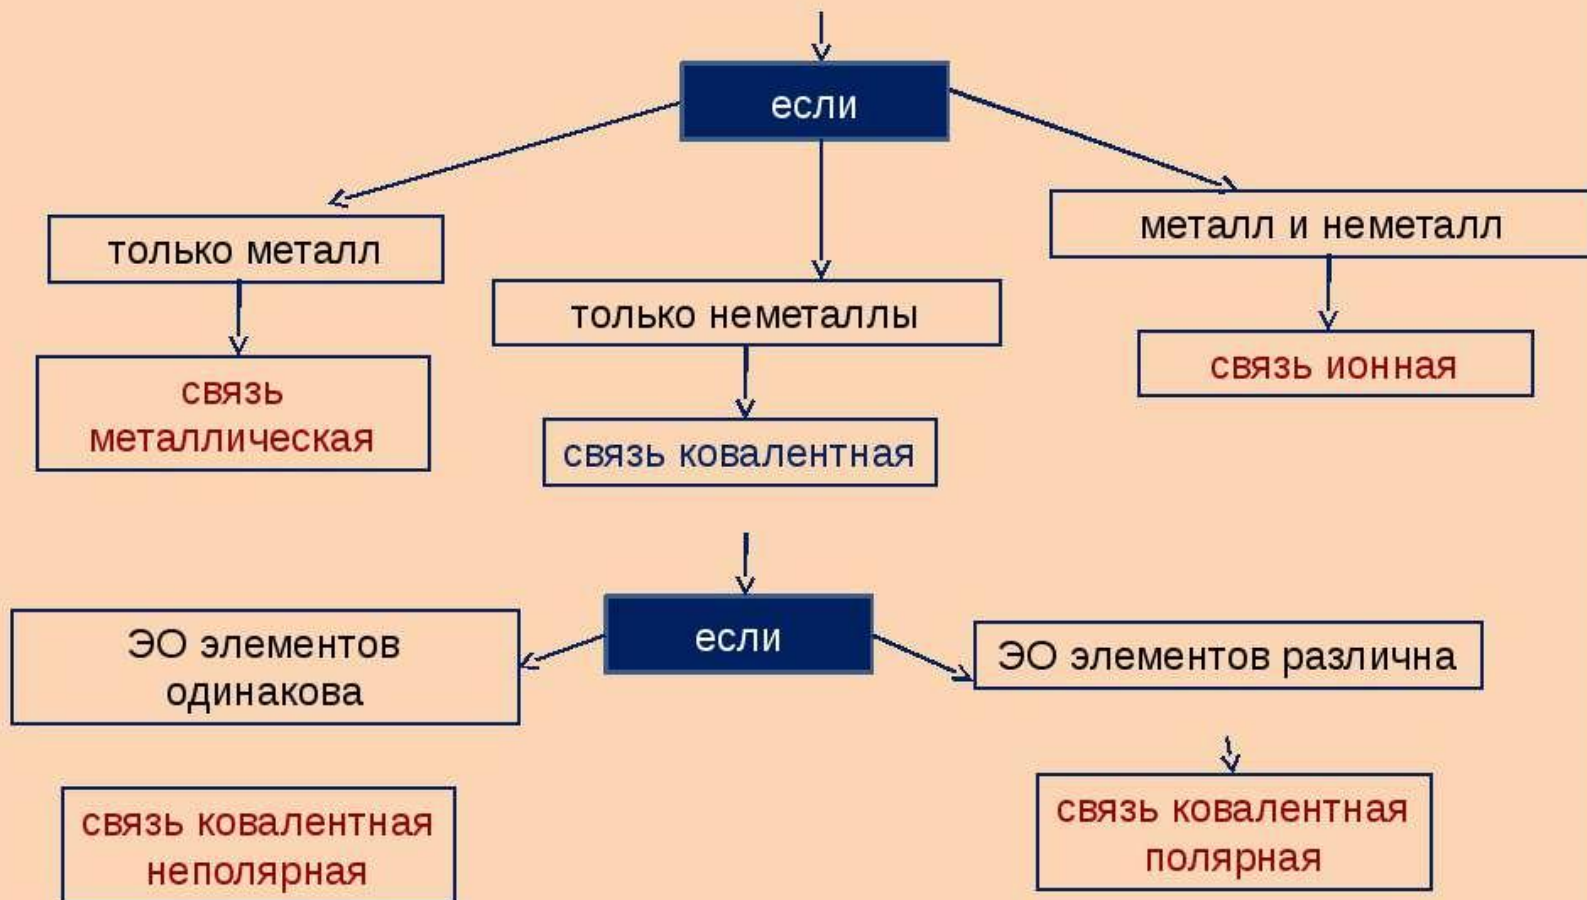 если
только металл
металл и неметалл
только неметаллы
связь
металлическая
связь ионная
связь ковалентная
если
ЭО элементов
одинакова
ЭО элементов различна
связь ковалентная
неполярная
связь ковалентная
полярная